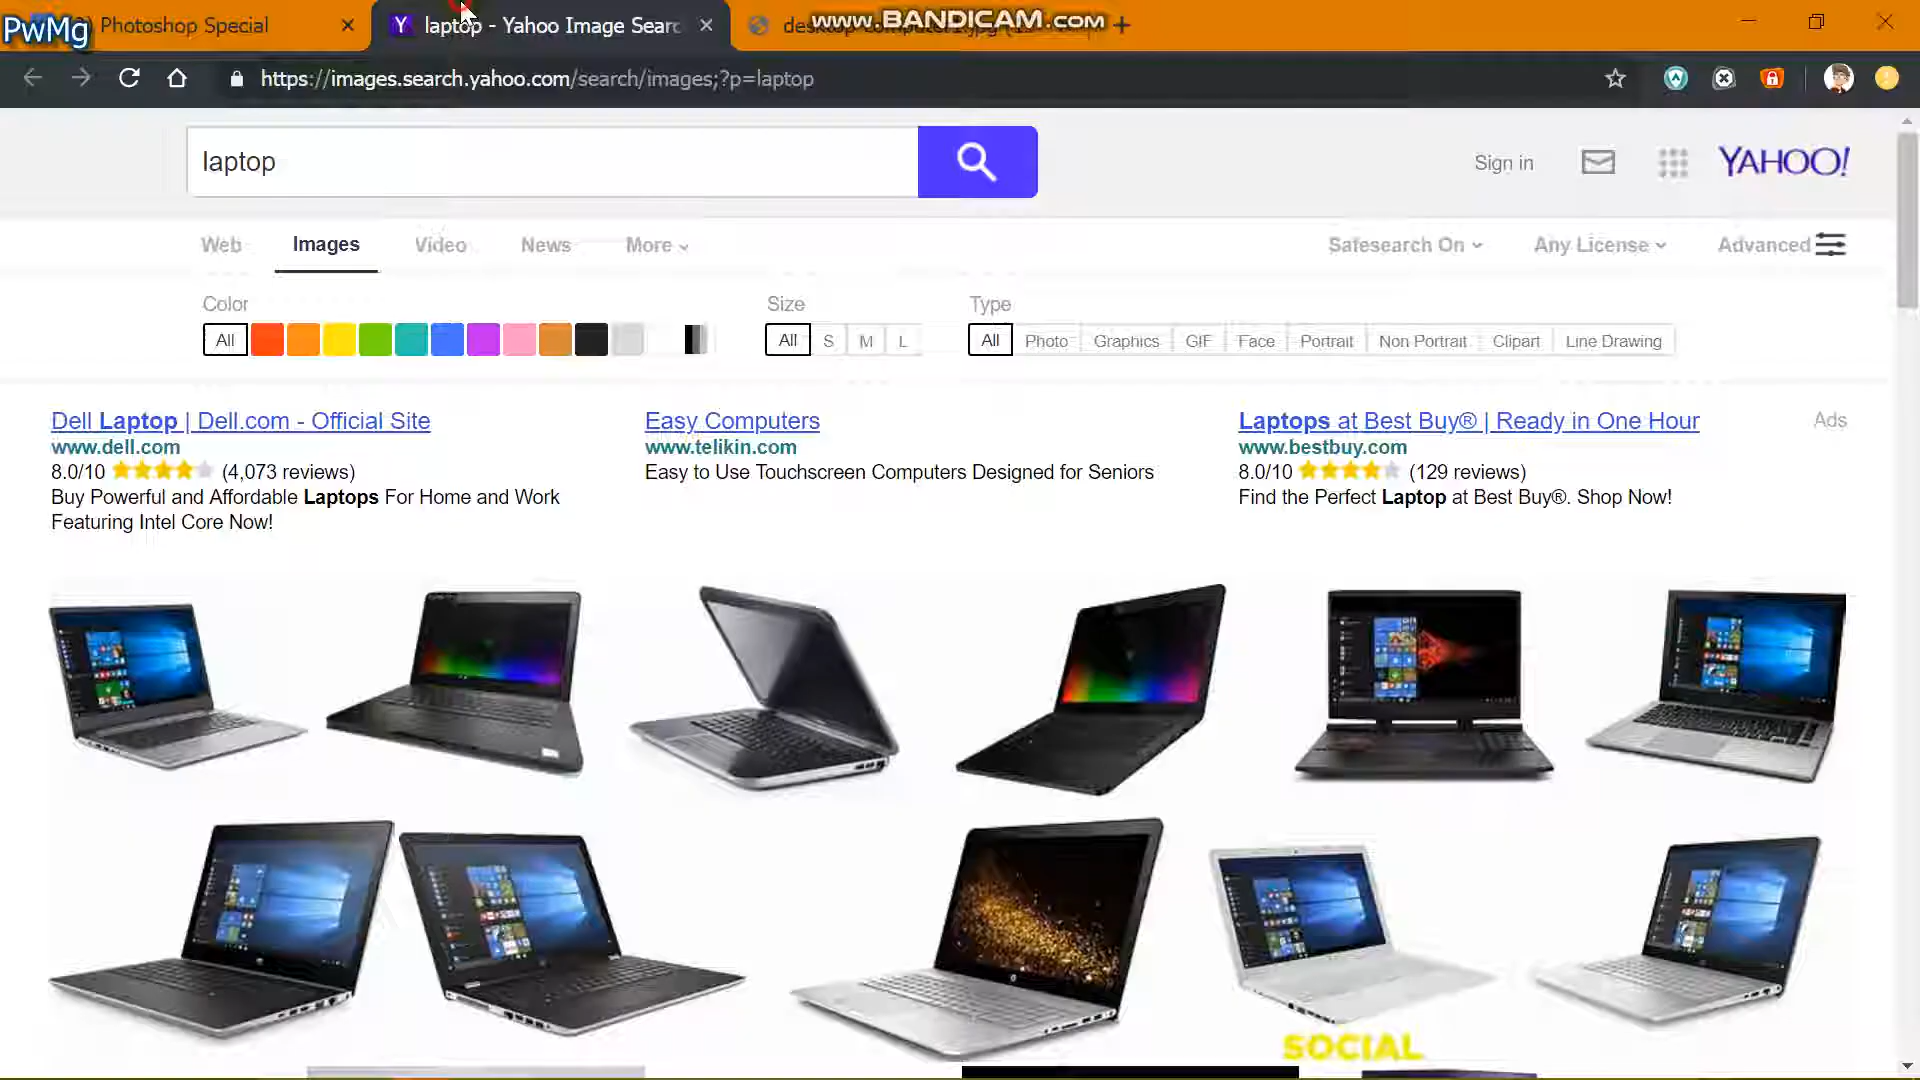 PwMg
Photoshop Special
laptop - Yahoo Image Searc
desktop
www.BANDICAM.com
https://images.search.yahoo.com/search/images;?p=laptop
laptop
Sign in
YAHOO!
Web
Images
Video
News
More
Safesearch On
Any License
Advanced
Color
Size
Type
All
All
S
M
L
All
Photo
Graphics
GIF
Face
Portrait
Non Portrait
Clipart
Line Drawing
Dell Laptop | Dell.com - Official Site
www.dell.com
8.0/10 (4,073 reviews)
Buy Powerful and Affordable Laptops For Home and Work
Featuring Intel Core Now!
Easy Computers
www.telikin.com
Easy to Use Touchscreen Computers Designed for Seniors
Laptops at Best Buy® | Ready in One Hour
www.bestbuy.com
8.0/10 (129 reviews)
Find the Perfect Laptop at Best Buy®. Shop Now!
Ads
SOCIAL